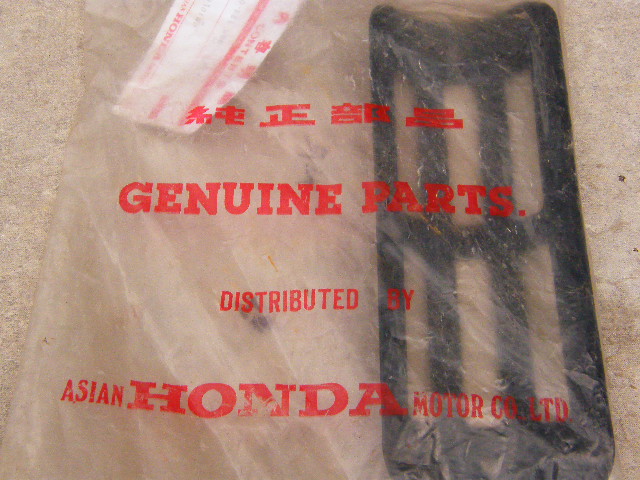 純正部品
GENUINE PARTS.
DISTRIBUTED BY
ASIAN HONDA MOTOR CO., LTD